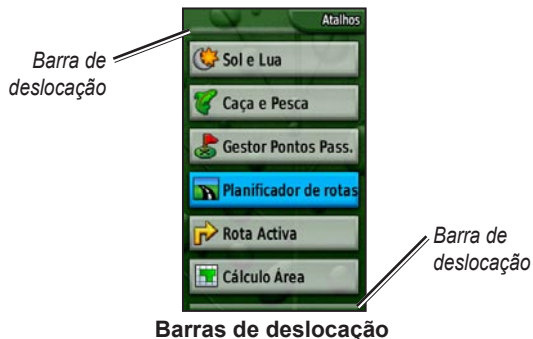 Atalhos
Barra de
deslocação
Sol e Lua
Caça e Pesca
Gestor Pontos Pass.
Planificador de rotas
Rota Activa
Cálculo Área
Barra de
deslocação
Barras de deslocação